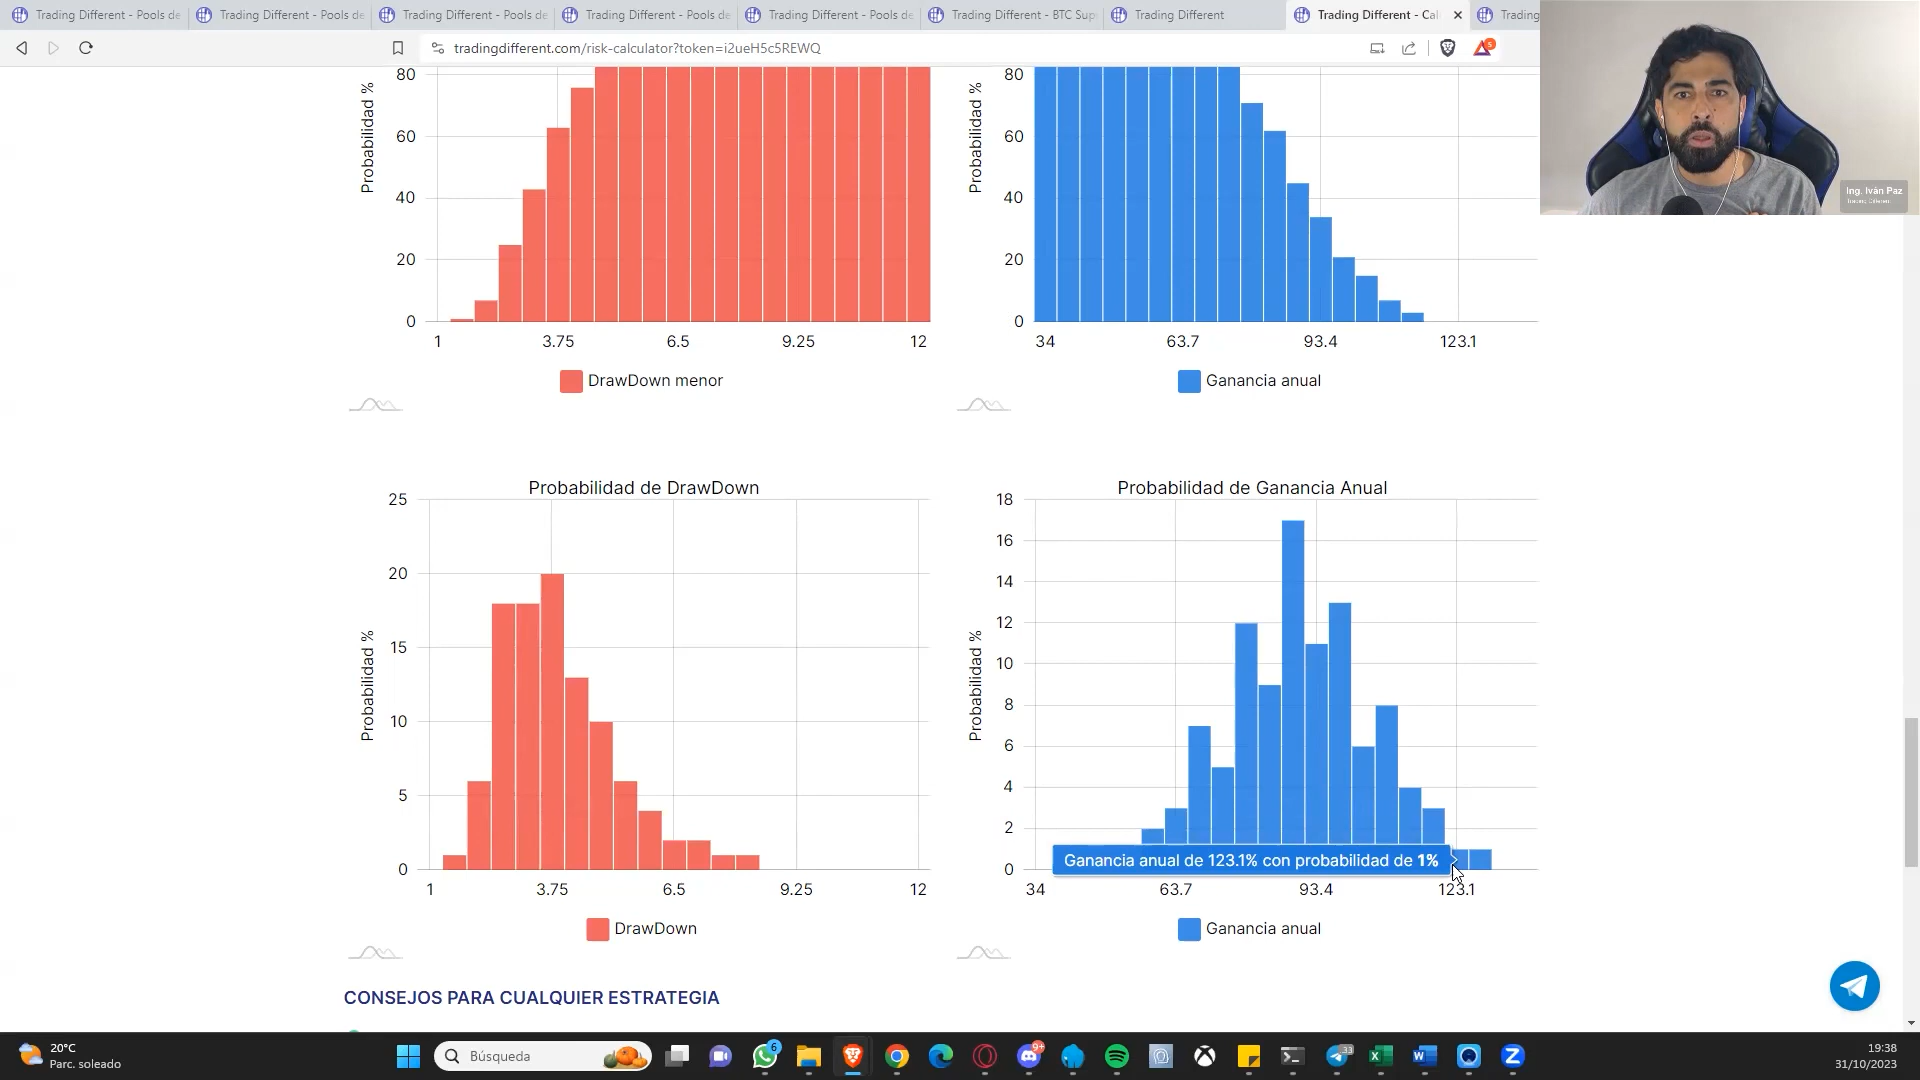 Trading Different - Pools de
Trading Different - Pools de
Trading Different - Pools de
Trading Different - Pools de
Trading Different - Pools de
Trading Different - BTC Sup
Trading Different
Trading Different - Cal
Trading
tradingdifferent.com/risk-calculator?token=i2ueH5c5REWQ
5
Ing. Iván Paz
Trading Different
Probabilidad %
80
60
40
20
0
1
3.75
6.5
9.25
12
DrawDown menor
Probabilidad %
80
60
40
20
0
34
63.7
93.4
123.1
Ganancia anual
Probabilidad de DrawDown
Probabilidad %
25
20
15
10
5
0
1
3.75
6.5
9.25
12
DrawDown
Probabilidad de Ganancia Anual
Probabilidad %
18
16
14
12
10
8
6
4
2
0
Ganancia anual de 123.1% con probabilidad de 1%
34
63.7
93.4
123.1
Ganancia anual
CONSEJOS PARA CUALQUIER ESTRATEGIA
20°C
Parc. soleado
Búsqueda
6
9+
33
19:38
31/10/2023